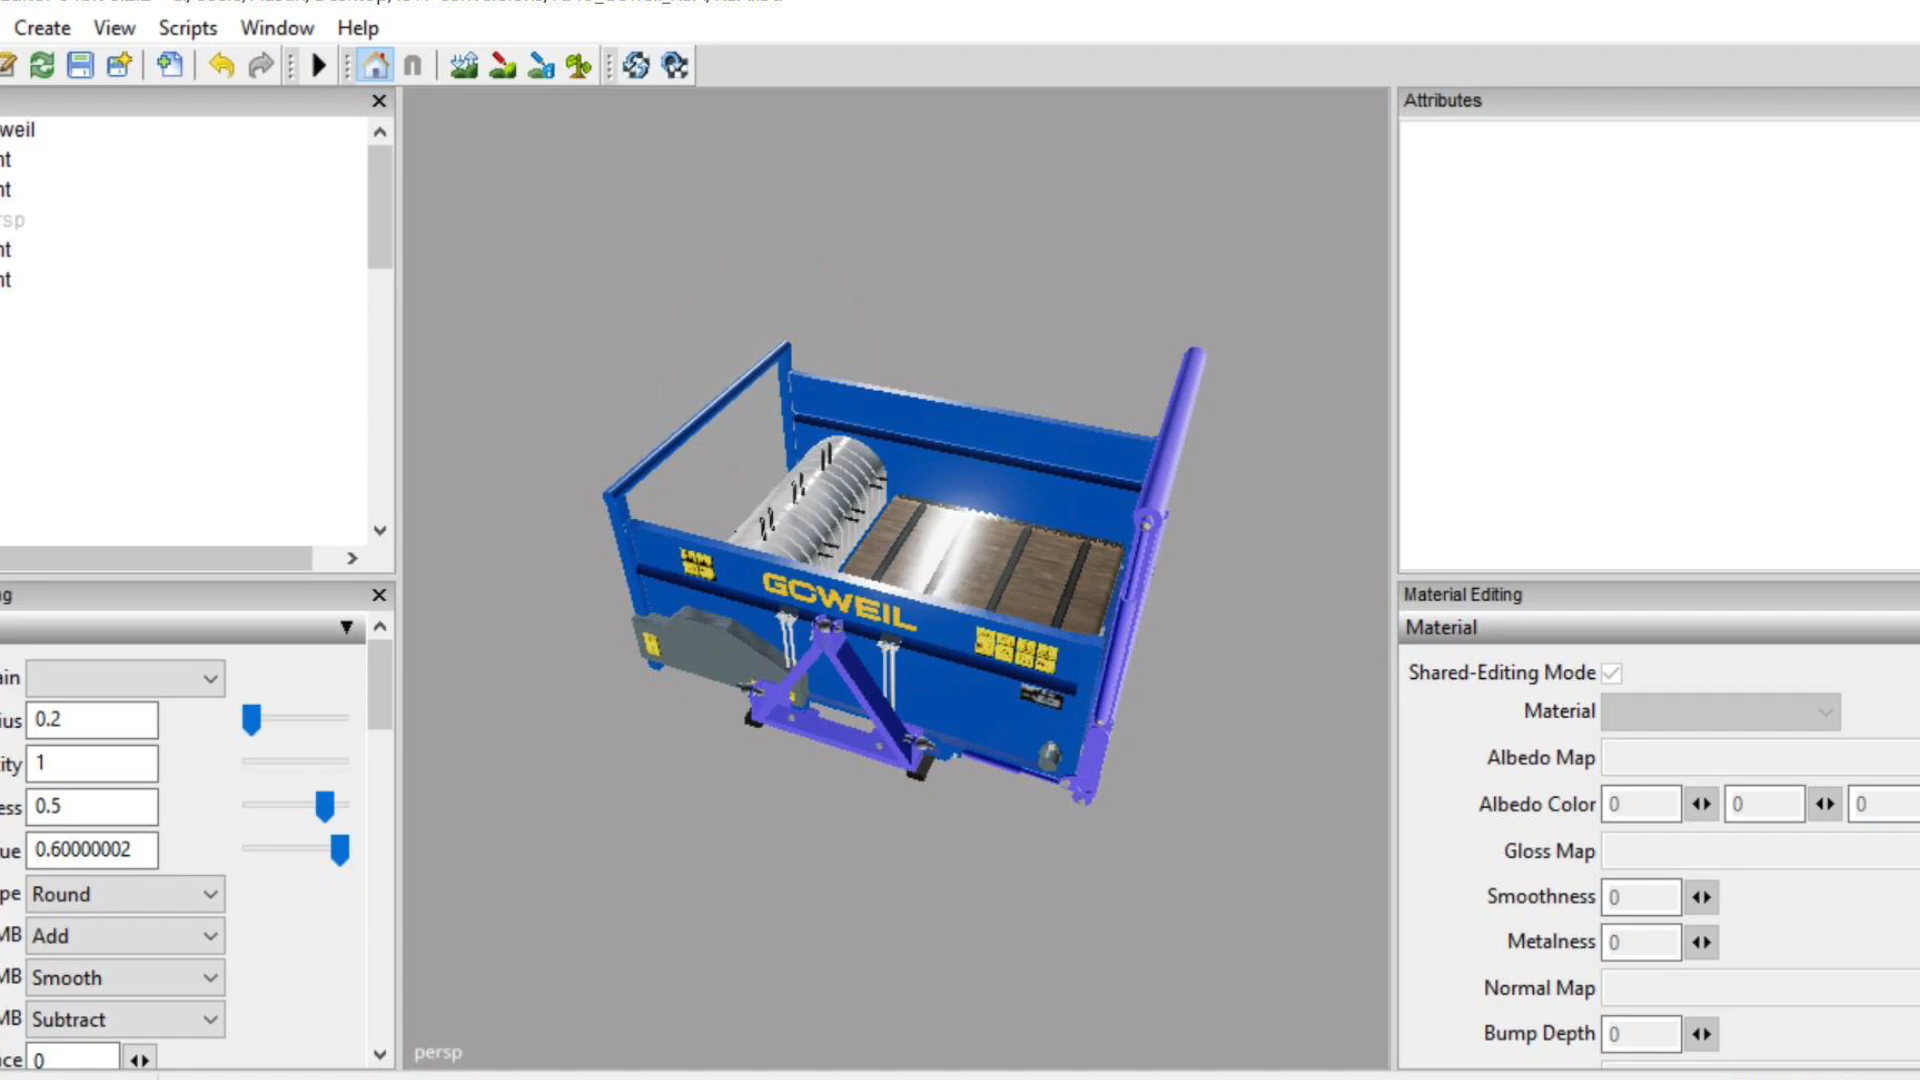 Create View Scripts Window Help
Attributes
weil
nt
nt
rsp
nt
nt
GOWEIL
ng
Material Editing
Material
Shared-Editing Mode
ain
Material
ius 0.2
Albedo Map
ity 1
Albedo Color 0 0 0
ess 0.5
Gloss Map
ue 0.60000002
Smoothness 0
pe Round
MB Add
Metalness 0
MB Smooth
Normal Map
MB Subtract
Bump Depth 0
nce 0
persp